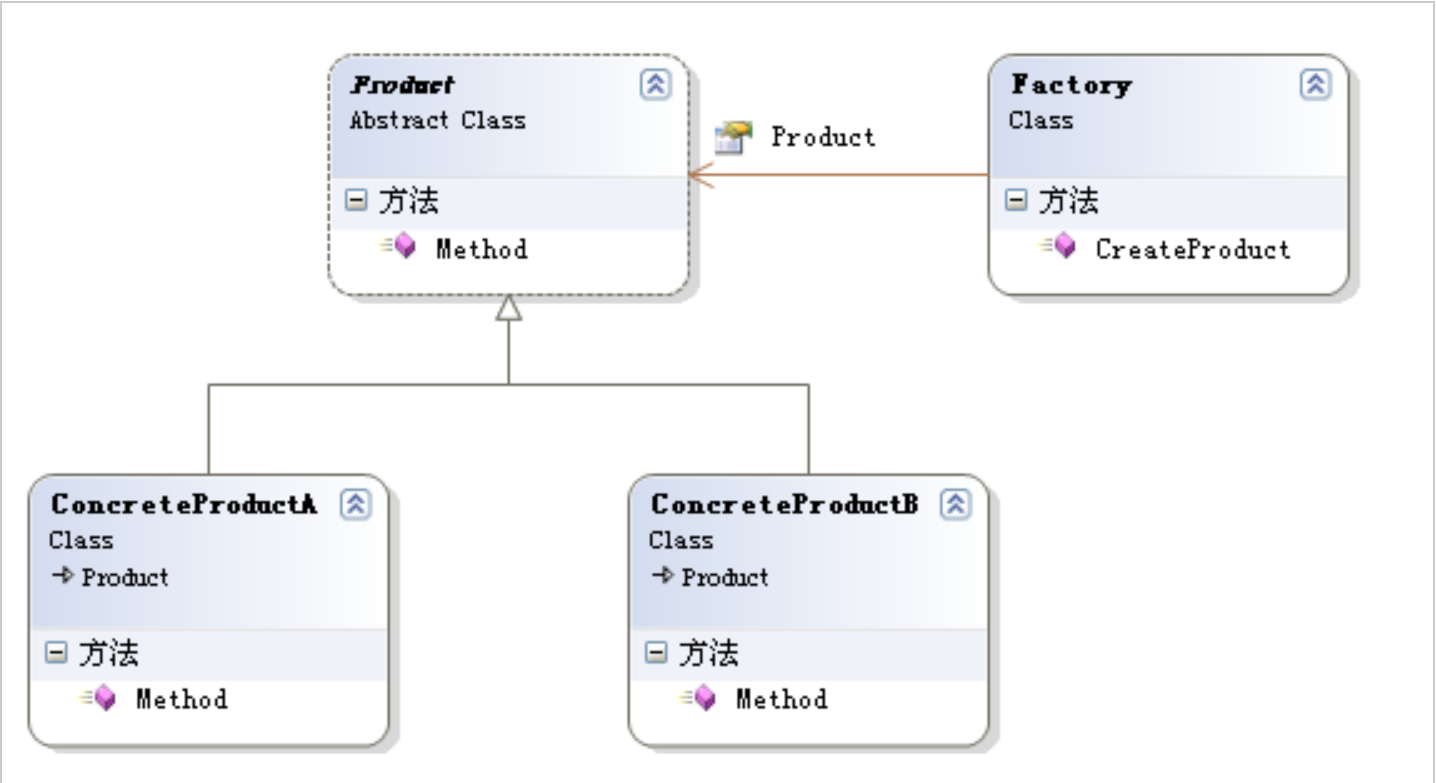 Product
Abstract Class
方法
Method
Product
Factory
Class
方法
CreateProduct
ConcreteProductA
Class
Product
方法
Method
ConcreteProductB
Class
Product
方法
Method